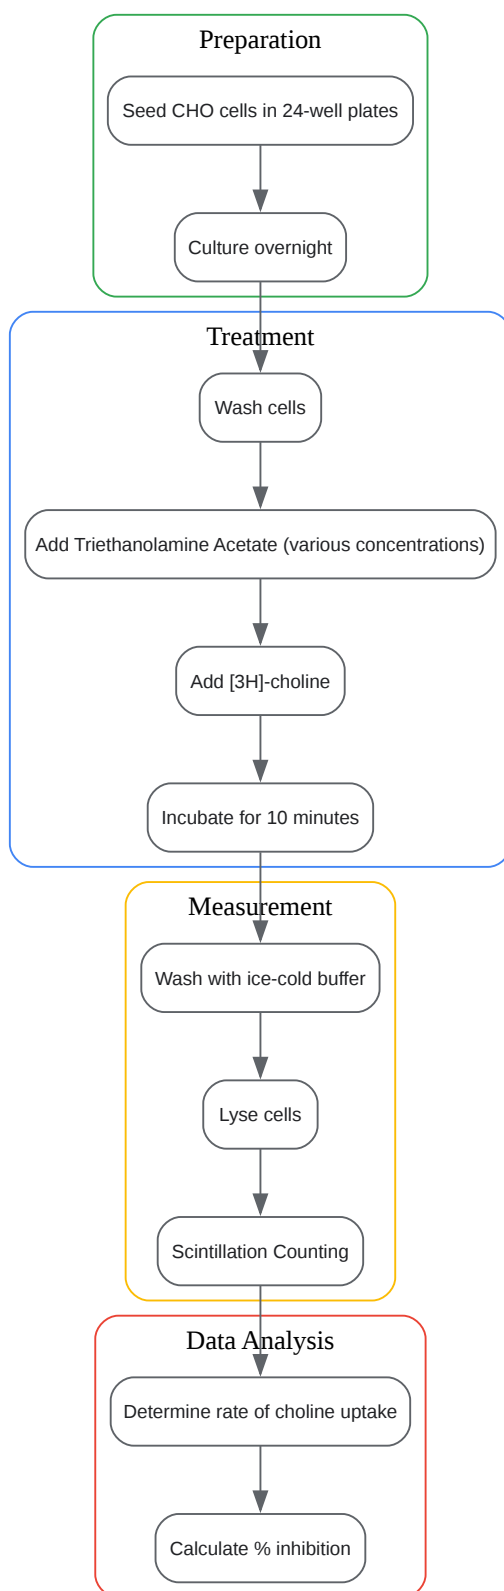 Preparation
Seed CHO cells in 24-well plates
Culture overnight
Treatment
Wash cells
Add Triethanolamine Acetate (various concentrations)
Add [3H]-choline
Incubate for 10 minutes
Measurement
Wash with ice-cold buffer
Lyse cells
Scintillation Counting
Data Analysis
Determine rate of choline uptake
Calculate % inhibition